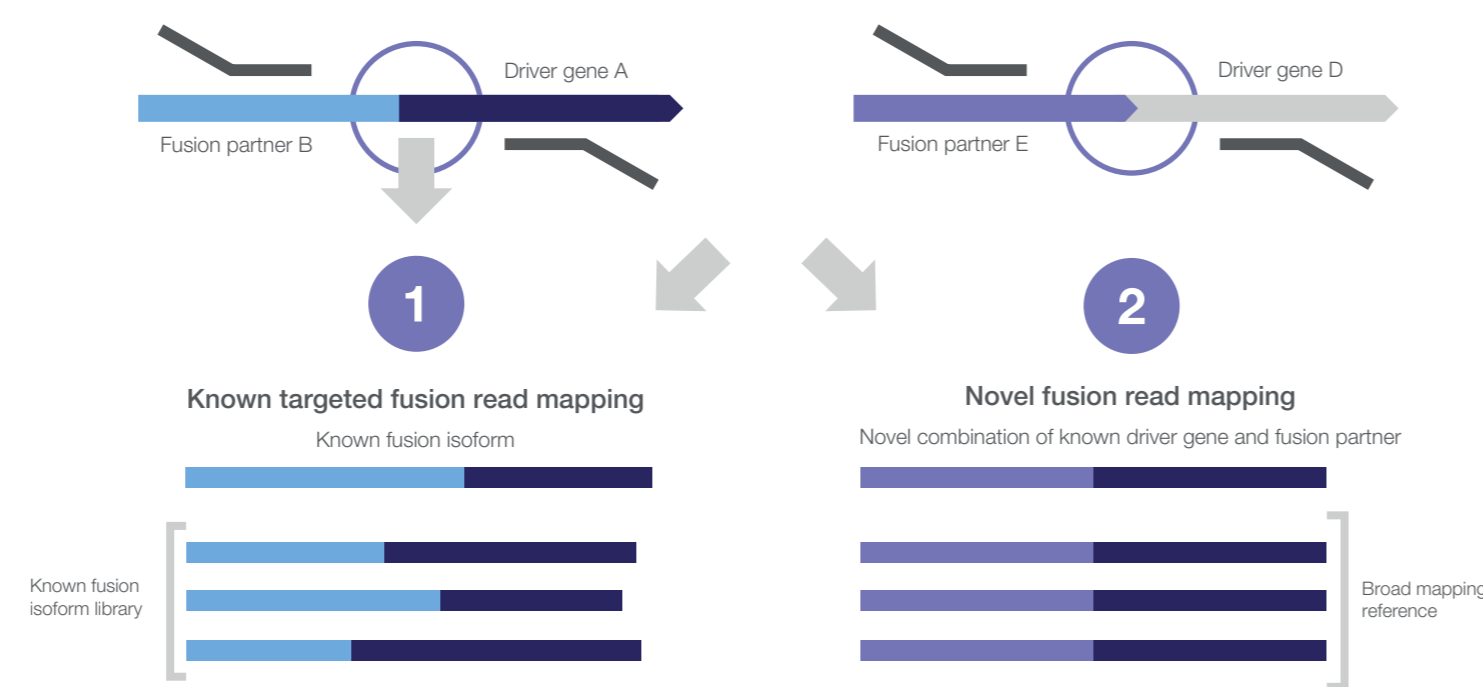 Driver gene A
Fusion partner B
Driver gene D
Fusion partner E
1
Known targeted fusion read mapping
Known fusion isoform
Known fusion
isoform library
2
Novel fusion read mapping
Novel combination of known driver gene and fusion partner
Broad mapping
reference